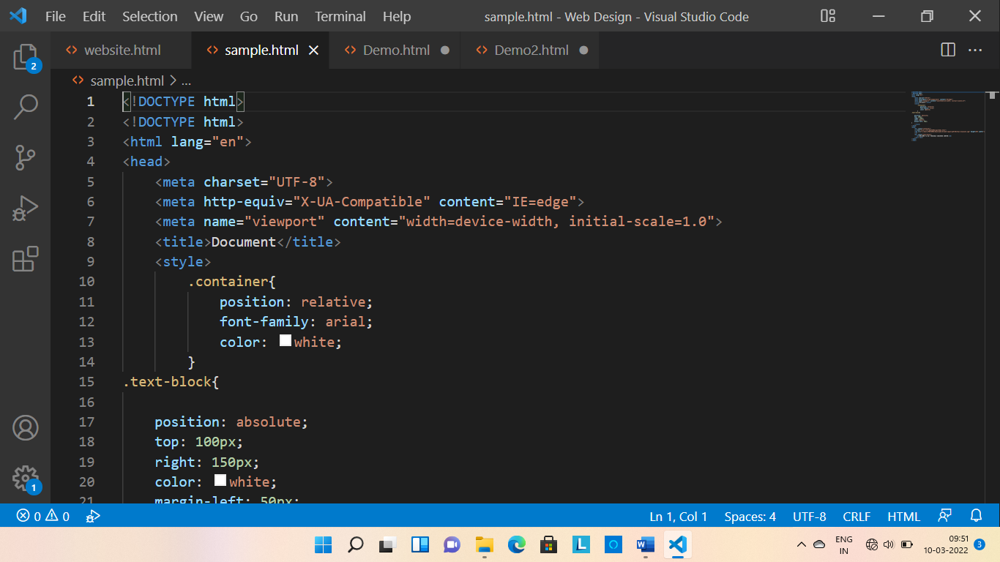 File Edit Selection View Go Run Terminal Help sample.html - Web Design - Visual Studio Code
website.html sample.html Demo.html Demo2.html
2
sample.html > ...
1 <!DOCTYPE html>
2 <!DOCTYPE html>
3 <html lang="en">
4 <head>
5 <meta charset="UTF-8">
6 <meta http-equiv="X-UA-Compatible" content="IE=edge">
7 <meta name="viewport" content="width=device-width, initial-scale=1.0">
8 <title>Document</title>
9 <style>
10 .container{
11 position: relative;
12 font-family: arial;
13 color: white;
14 }
15 .text-block{
16
17 position: absolute;
18 top: 100px;
19 right: 150px;
20 color: white;
21 margin-left: 50px;
1
0 0 Ln 1, Col 1 Spaces: 4 UTF-8 CRLF HTML
ENG
IN
09:51
10-03-2022
3